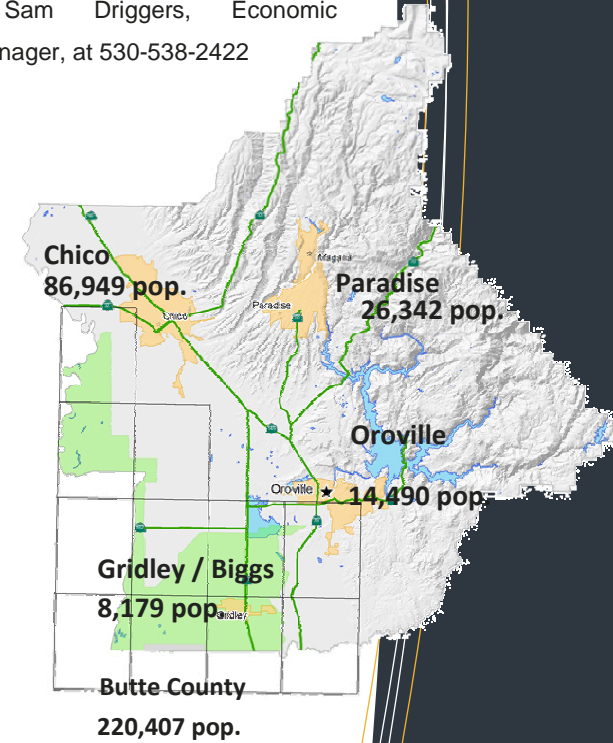 Sam Driggers, Economic
nager, at 530-538-2422
Chico
86,949 pop.
Chico
Magalia
Paradise
Paradise
26,342 pop.
Oroville
Oroville
14,490 pop.
Gridley / Biggs
8,179 pop.
Gridley
Butte County
220,407 pop.